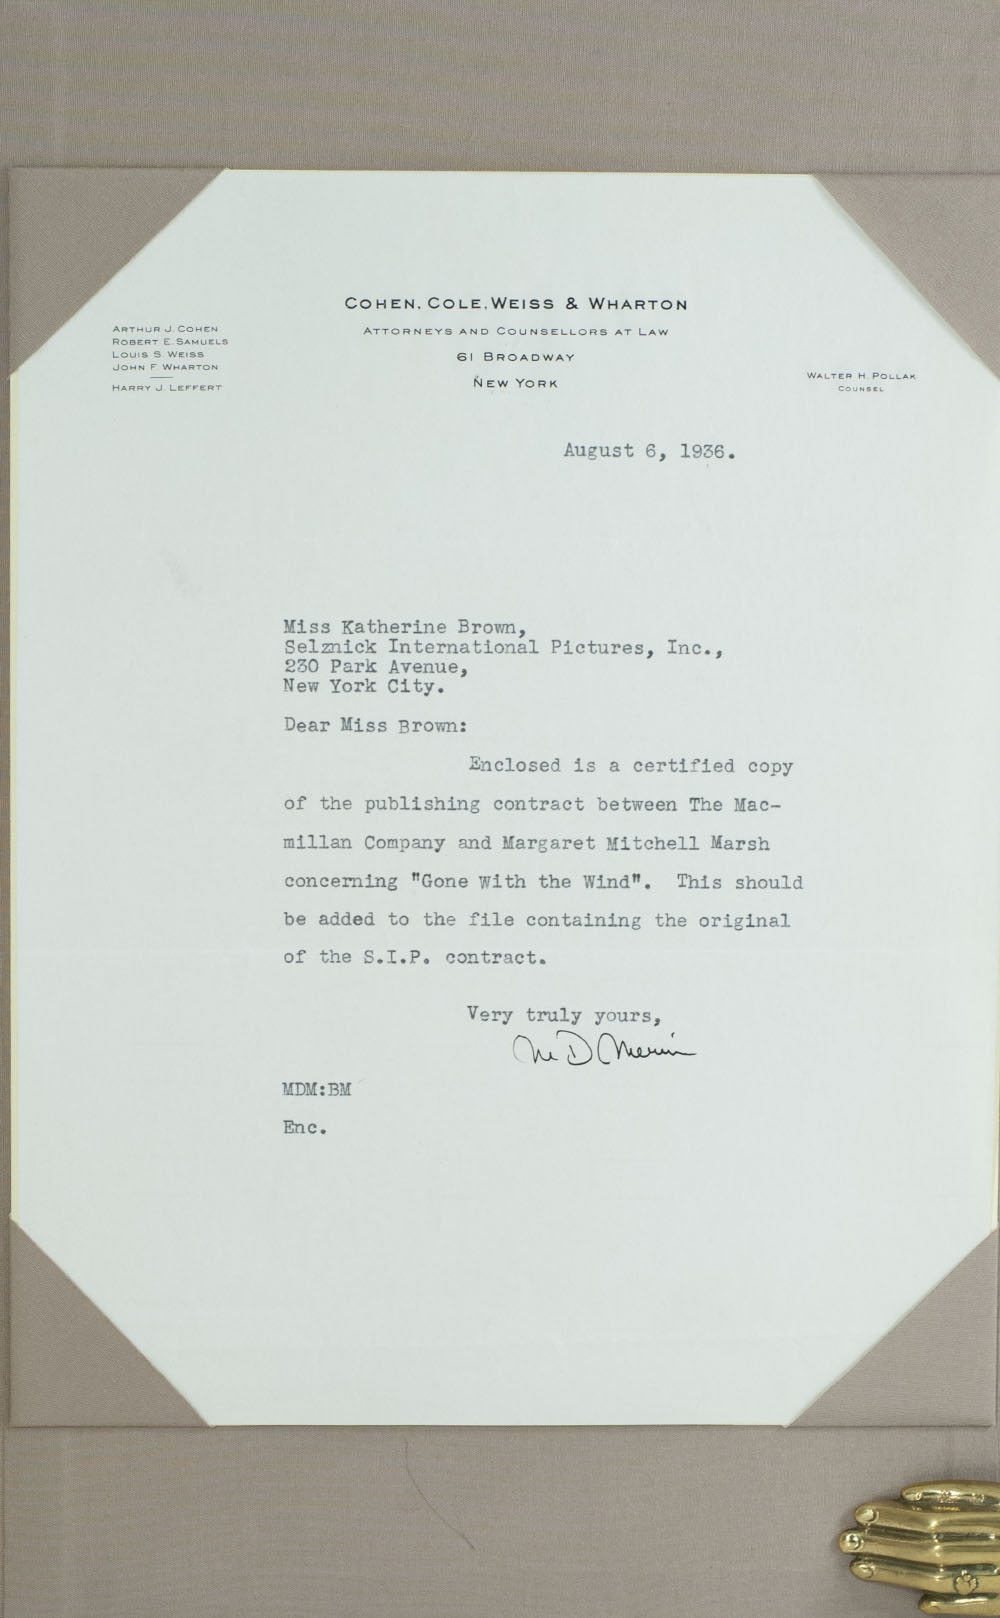 COHEN, COLE, WEISS & WHARTON
ATTORNEYS AND COUNSELLORS AT LAW
61 BROADWAY
NEW YORK
ARTHUR J. COHEN
ROBERT E. SAMUELS
LOUIS S. WEISS
JOHN F. WHARTON
HARRY J. LEFFERT
WALTER H. POLLAK
COUNSEL
August 6, 1936.
Miss Katherine Brown,
Selznick International Pictures, Inc.,
230 Park Avenue,
New York City.
Dear Miss Brown:
Enclosed is a certified copy
of the publishing contract between The Mac-
millan Company and Margaret Mitchell Marsh
concerning "Gone With the Wind". This should
be added to the file containing the original
of the S.I.P. contract.
Very truly yours,
MDM:BM
Enc.